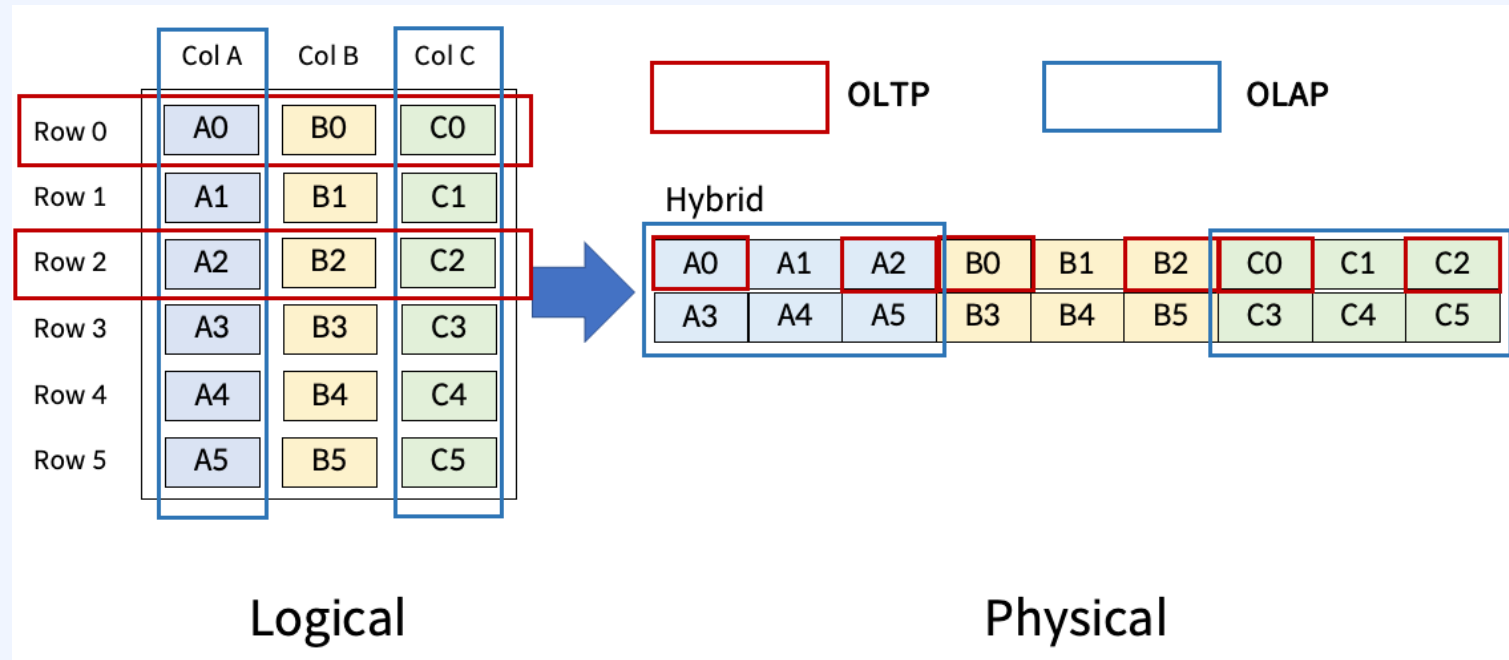 Col A Col B Col C
Row 0 A0 B0 C0
Row 1 A1 B1 C1
Row 2 A2 B2 C2
Row 3 A3 B3 C3
Row 4 A4 B4 C4
Row 5 A5 B5 C5
Logical
OLTP OLAP
Hybrid
A0 A1 A2 B0 B1 B2 C0 C1 C2
A3 A4 A5 B3 B4 B5 C3 C4 C5
Physical